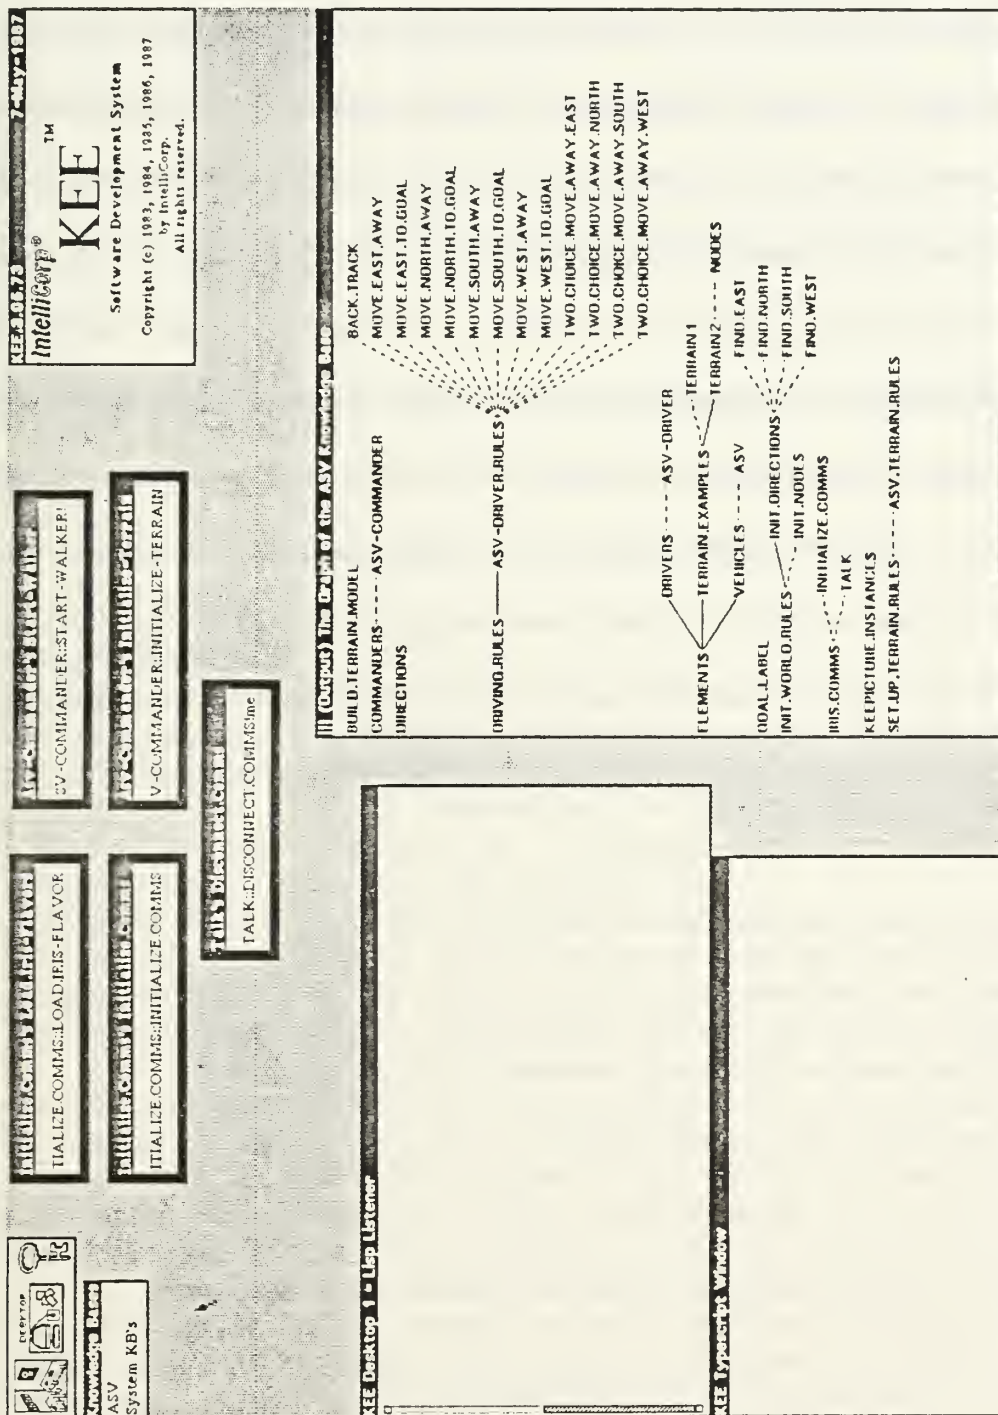 DESKTOP
Knowledge Bases
ASV
System KB's
TIALIZE.COMMS::LOAD.IRIS-FLAVOR
SV-COMMANDER::START-WALKER!
ITIALIZE.COMMS::INITIALIZE.COMMS
V-COMMANDER::INITIALIZE-TERRAIN
TALK::DISCONNECT.COMMS!me
7-May-1987
IntelliCorp®
KEE™
Software Development System
Copyright (c) 1983, 1984, 1985, 1986, 1987
by IntelliCorp.
All rights reserved.
KEE Desktop 1 - Lisp Listener
KEE Typescript Window
(Output) The Graph of the ASV Knowledge Base
BUILD.TERRAIN.MODEL
COMMANDERS ASV-COMMANDER
DIRECTIONS
DRIVING.RULES ASV-DRIVER.RULES
BACK.TRACK
MOVE.EAST.AWAY
MOVE.EAST.TO.GOAL
MOVE.NORTH.AWAY
MOVE.NORTH.TO.GOAL
MOVE.SOUTH.AWAY
MOVE.SOUTH.TO.GOAL
MOVE.WEST.AWAY
MOVE.WEST.TO.GOAL
TWO.CHOICE.MOVE.AWAY.EAST
TWO.CHOICE.MOVE.AWAY.NORTH
TWO.CHOICE.MOVE.AWAY.SOUTH
TWO.CHOICE.MOVE.AWAY.WEST
DRIVERS ASV-DRIVER
ELEMENTS TERRAIN.EXAMPLES TERRAIN1
TERRAIN2 NODES
VEHICLES ASV
GOAL.LABEL
INIT.WORLD.RULES INIT.DIRECTIONS FIND.EAST
FIND.NORTH
FIND.SOUTH
FIND.WEST
INIT.NODES
IRIS.COMMS INITIALIZE.COMMS
TALK
KEEPICTURE.INSTANCES
SET.UP.TERRAIN.RULES ASV.TERRAIN.RULES